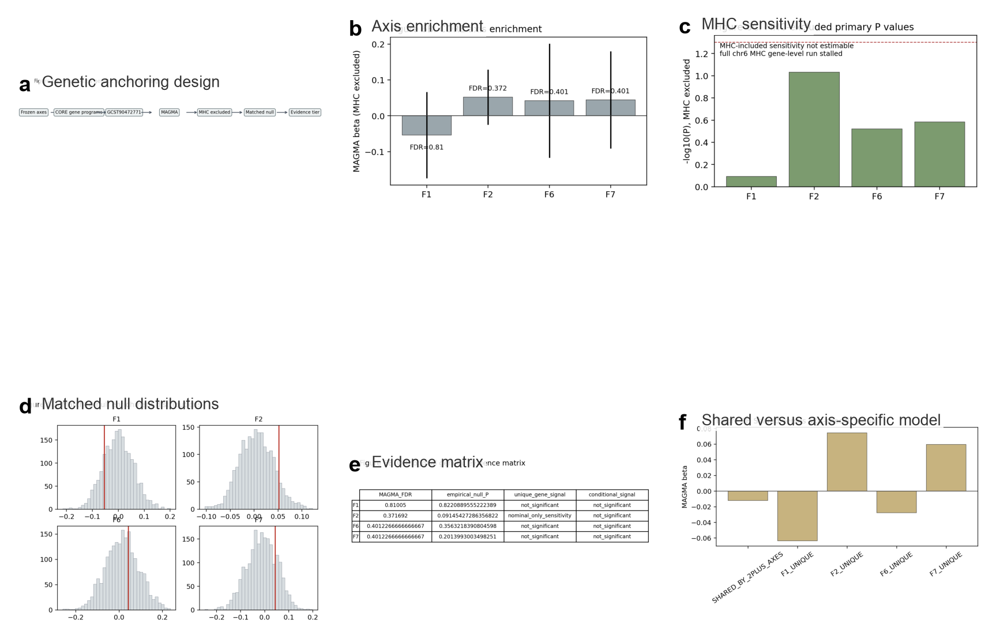 a Genetic anchoring design
Frozen axes
CORE gene programs
GCST90472771
MAGMA
MHC excluded
Matched null
Evidence tier
b Axis enrichment enrichment
MAGMA beta (MHC excluded)
0.2
0.1
0.0
−0.1
FDR=0.81
FDR=0.372
FDR=0.401
FDR=0.401
F1
F2
F6
F7
c MHC sensitivity ded primary P values
-log10(P), MHC excluded
MHC-included sensitivity not estimable
full chr6 MHC gene-level run stalled
1.2
1.0
0.8
0.6
0.4
0.2
0.0
F1
F2
F6
F7
d Matched null distributions
F1
150
100
50
0
−0.2 −0.1 0.0 0.1 0.2
F2
150
100
50
0
−0.10 −0.05 0.00 0.05 0.10
F6
150
100
50
0
−0.2 0.0 0.2
F7
150
100
50
0
−0.2 −0.1 0.0 0.1 0.2
e Evidence matrix nce matrix
MAGMA_FDR empirical_null_P unique_gene_signal conditional_signal
F1 0.81005 0.8220889555222389 not_significant not_significant
F2 0.371692 0.09145427286356822 nominal_only_sensitivity not_significant
F6 0.4012266666666667 0.3563218390804598 not_significant not_significant
F7 0.4012266666666667 0.2013993003498251 not_significant not_significant
f Shared versus axis-specific model
MAGMA beta
0.08
0.06
0.04
0.02
0.00
−0.02
−0.04
−0.06
SHARED_BY_2PLUS_AXES
F1_UNIQUE
F2_UNIQUE
F6_UNIQUE
F7_UNIQUE